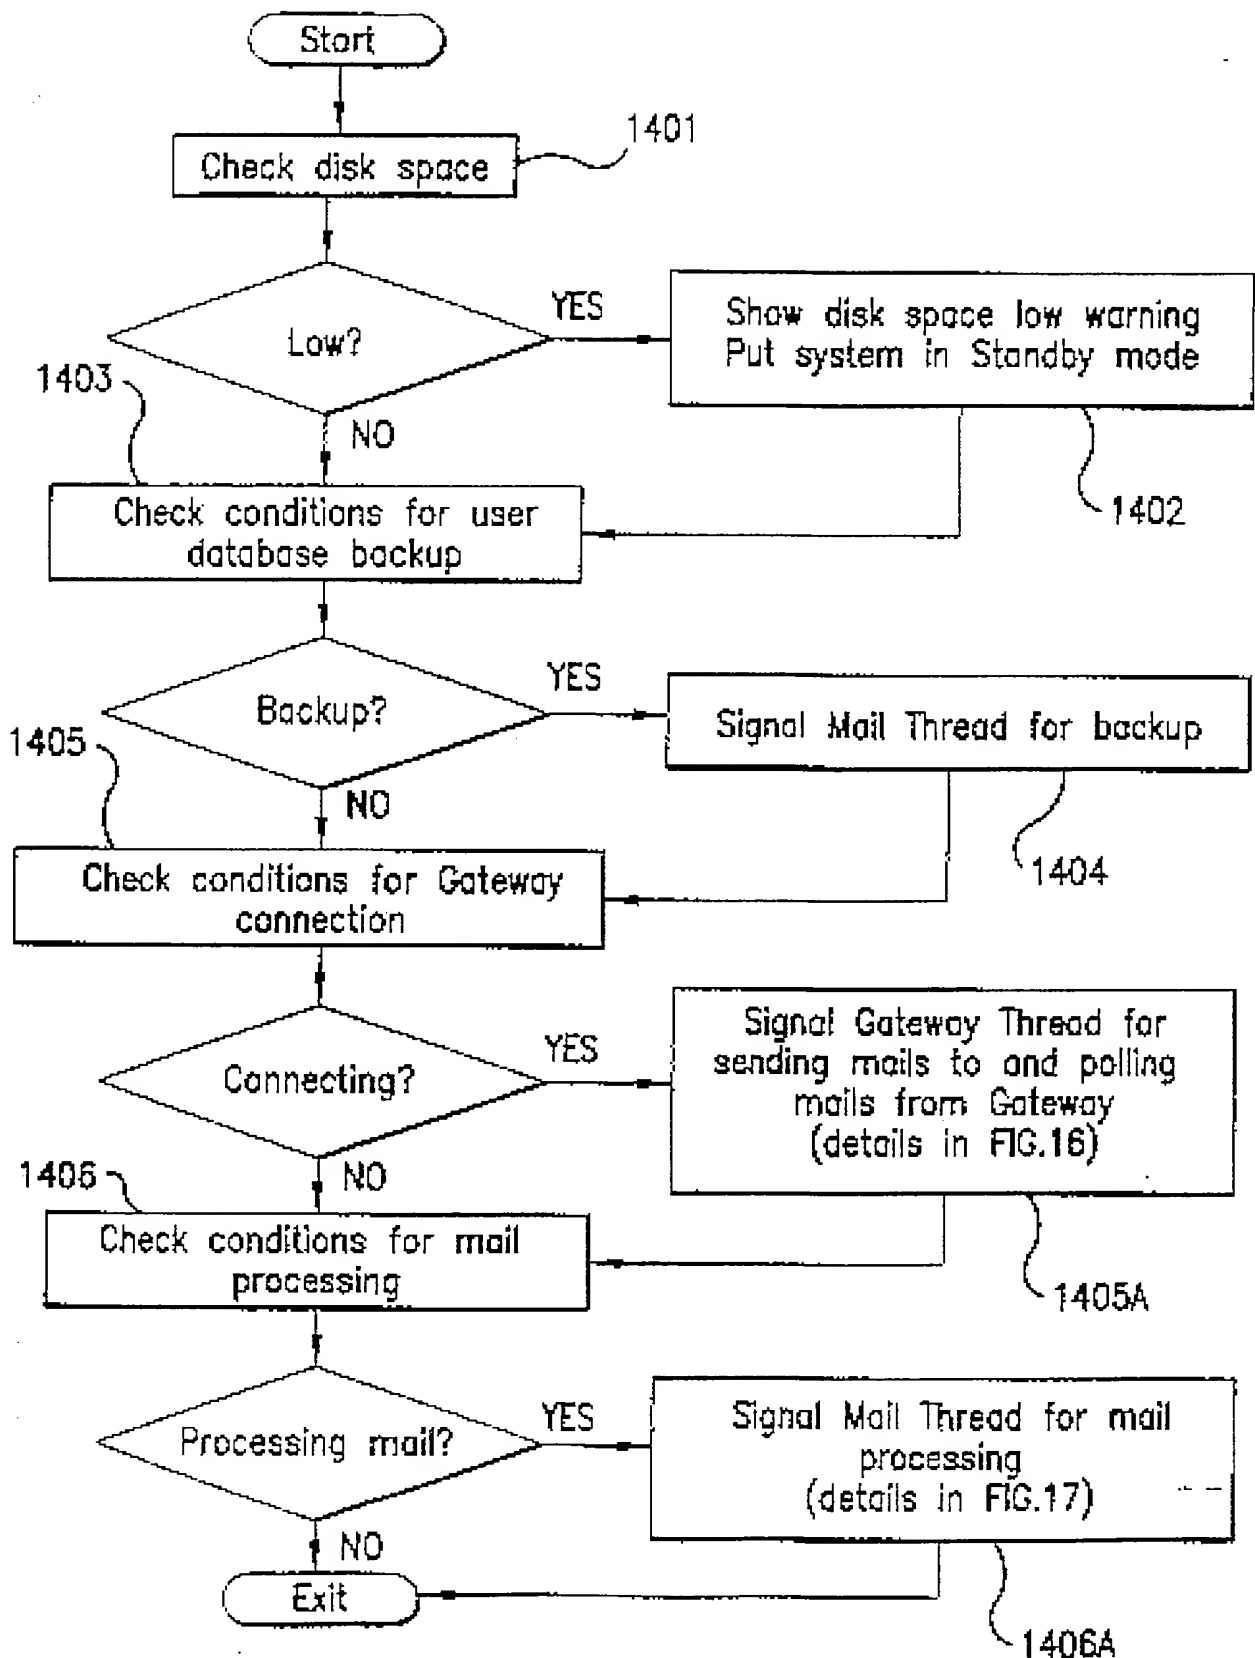 Start
1401
Check disk space
Low?
YES
Show disk space low warning
Put system in Standby mode
1402
NO
1403
Check conditions for user
database backup
Backup?
YES
Signal Mail Thread for backup
1404
NO
1405
Check conditions for Gateway
connection
Connecting?
YES
Signal Gateway Thread for
sending mails to and polling
mails from Gateway
(details in FIG.16)
1405A
NO
1406
Check conditions for mail
processing
Processing mail?
YES
Signal Mail Thread for mail
processing
(details in FIG.17)
1406A
NO
Exit